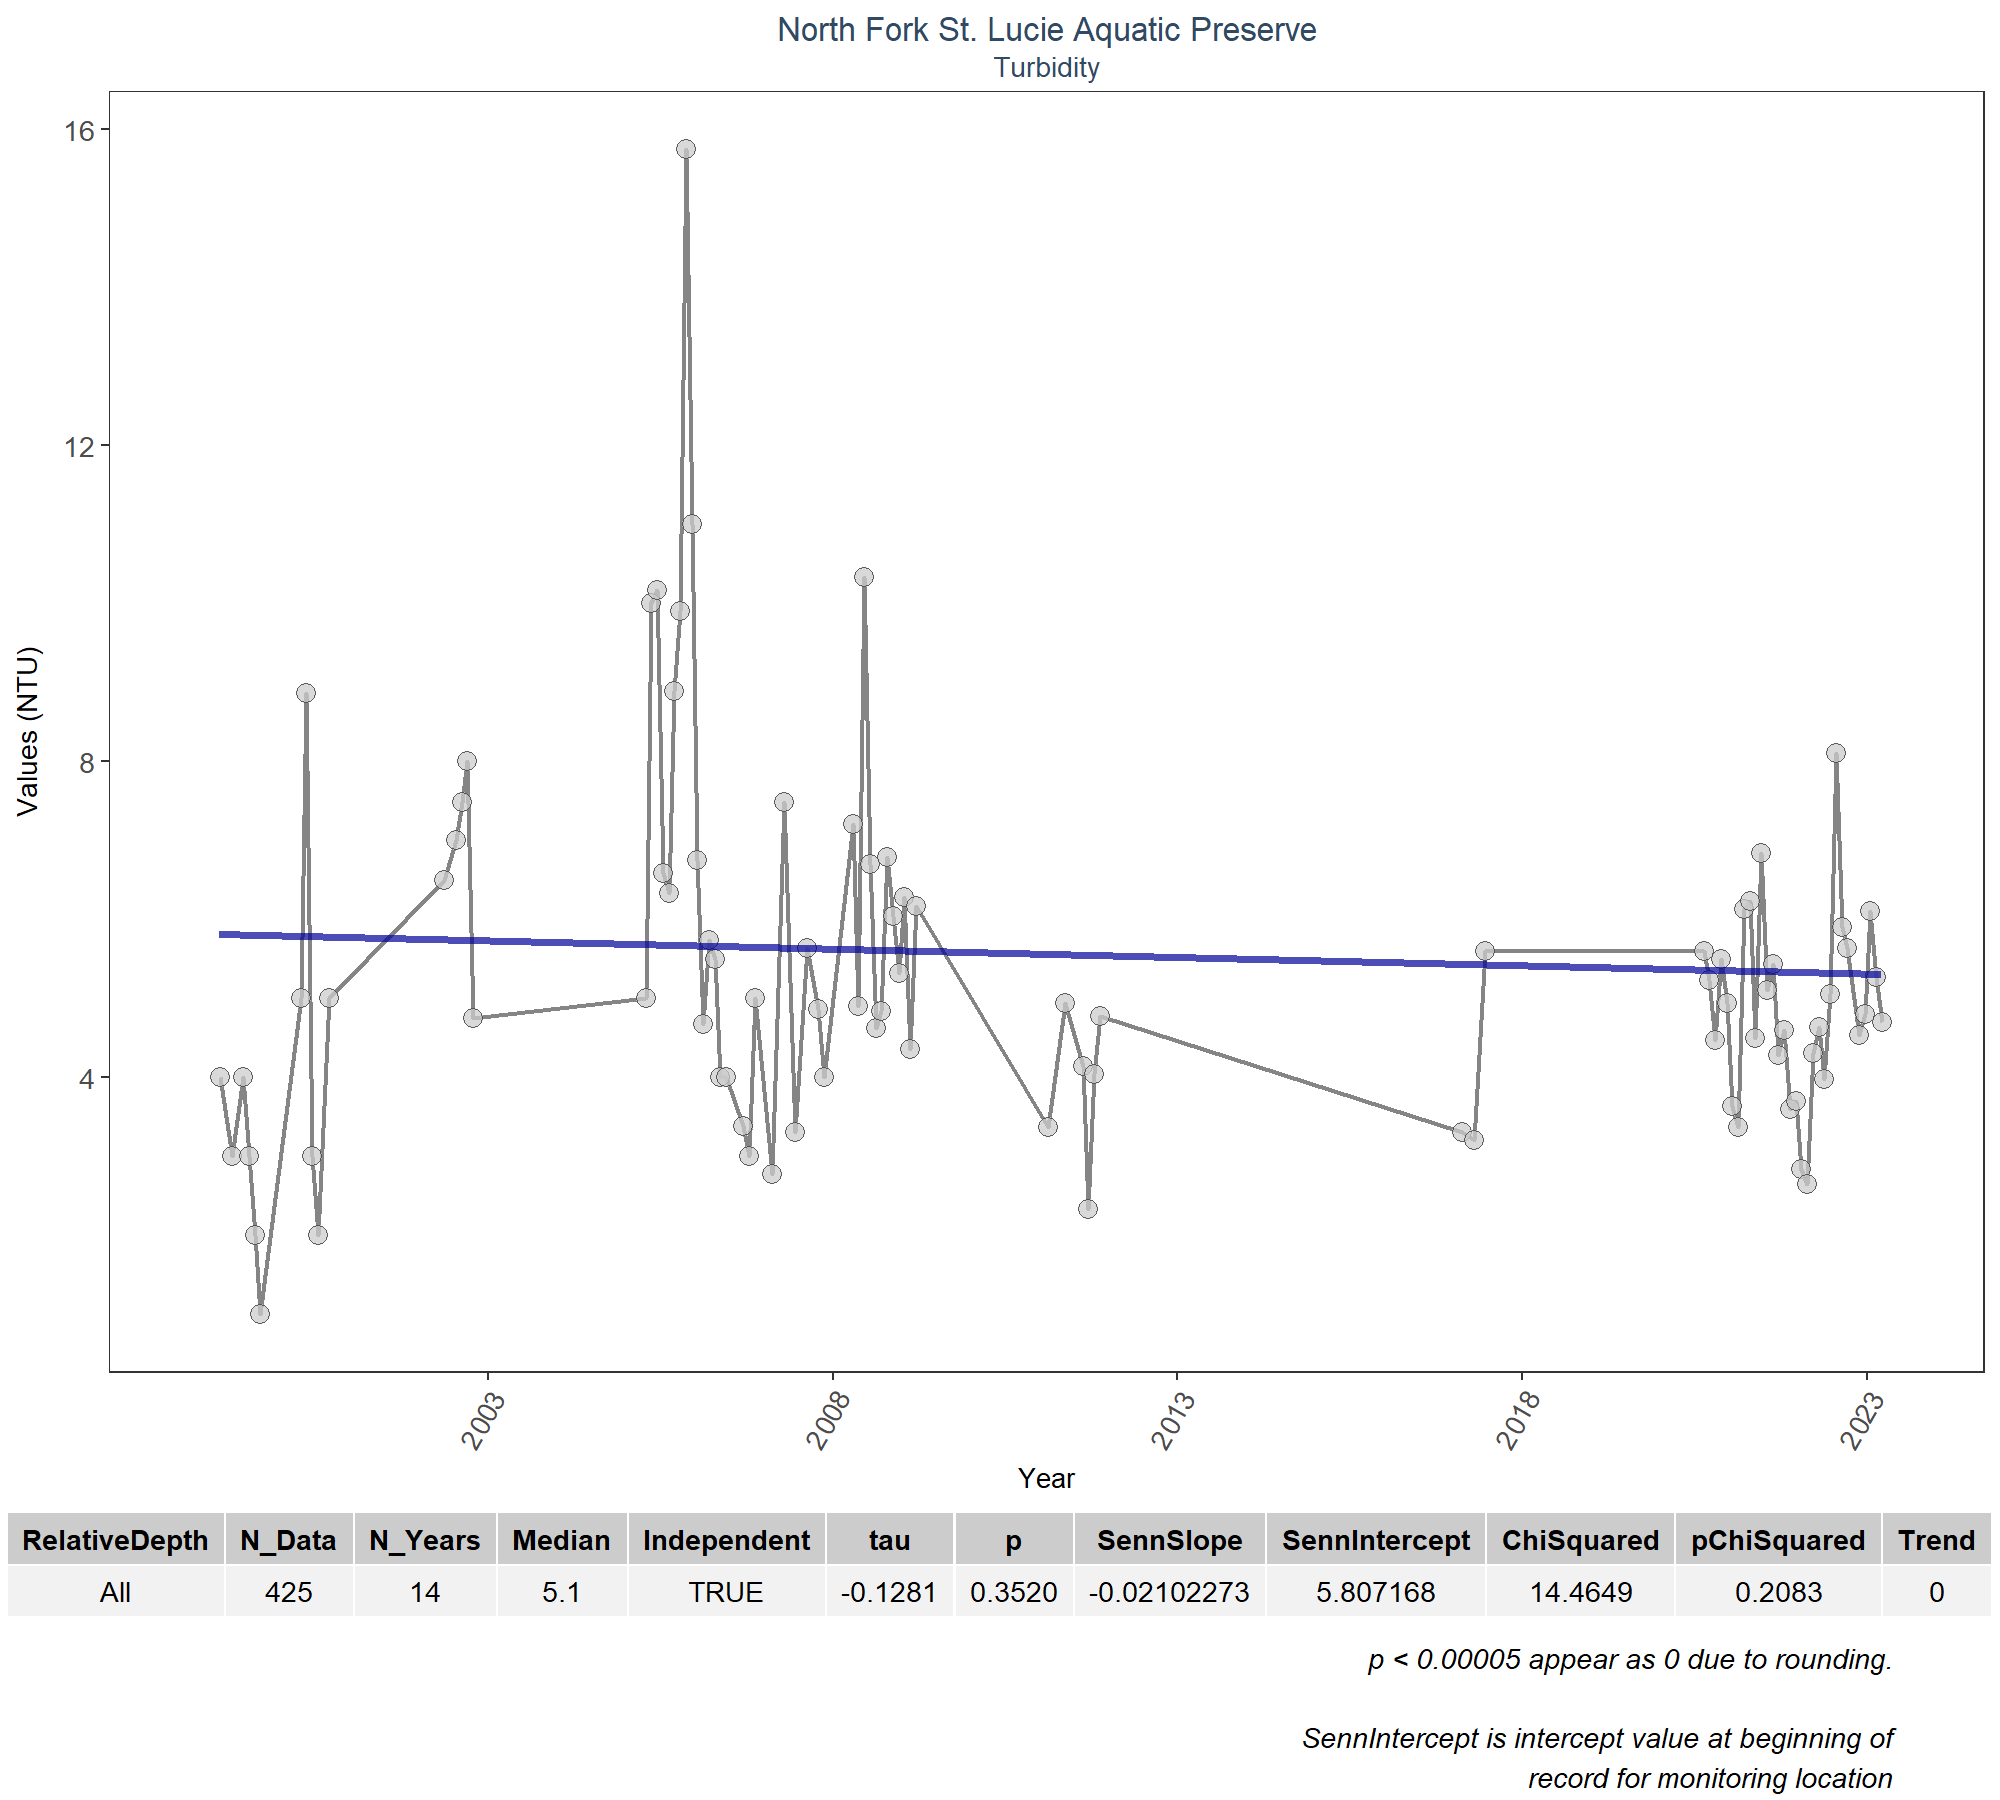 North Fork St. Lucie Aquatic Preserve
Turbidity
16
12
8
4
Values (NTU)
2003 2008 2013 2018 2023
Year
RelativeDepth N_Data N_Years Median Independent tau p SennSlope SennIntercept ChiSquared pChiSquared Trend
All 425 14 5.1 TRUE -0.1281 0.3520 -0.02102273 5.807168 14.4649 0.2083 0
p < 0.00005 appear as 0 due to rounding.
SennIntercept is intercept value at beginning of
record for monitoring location